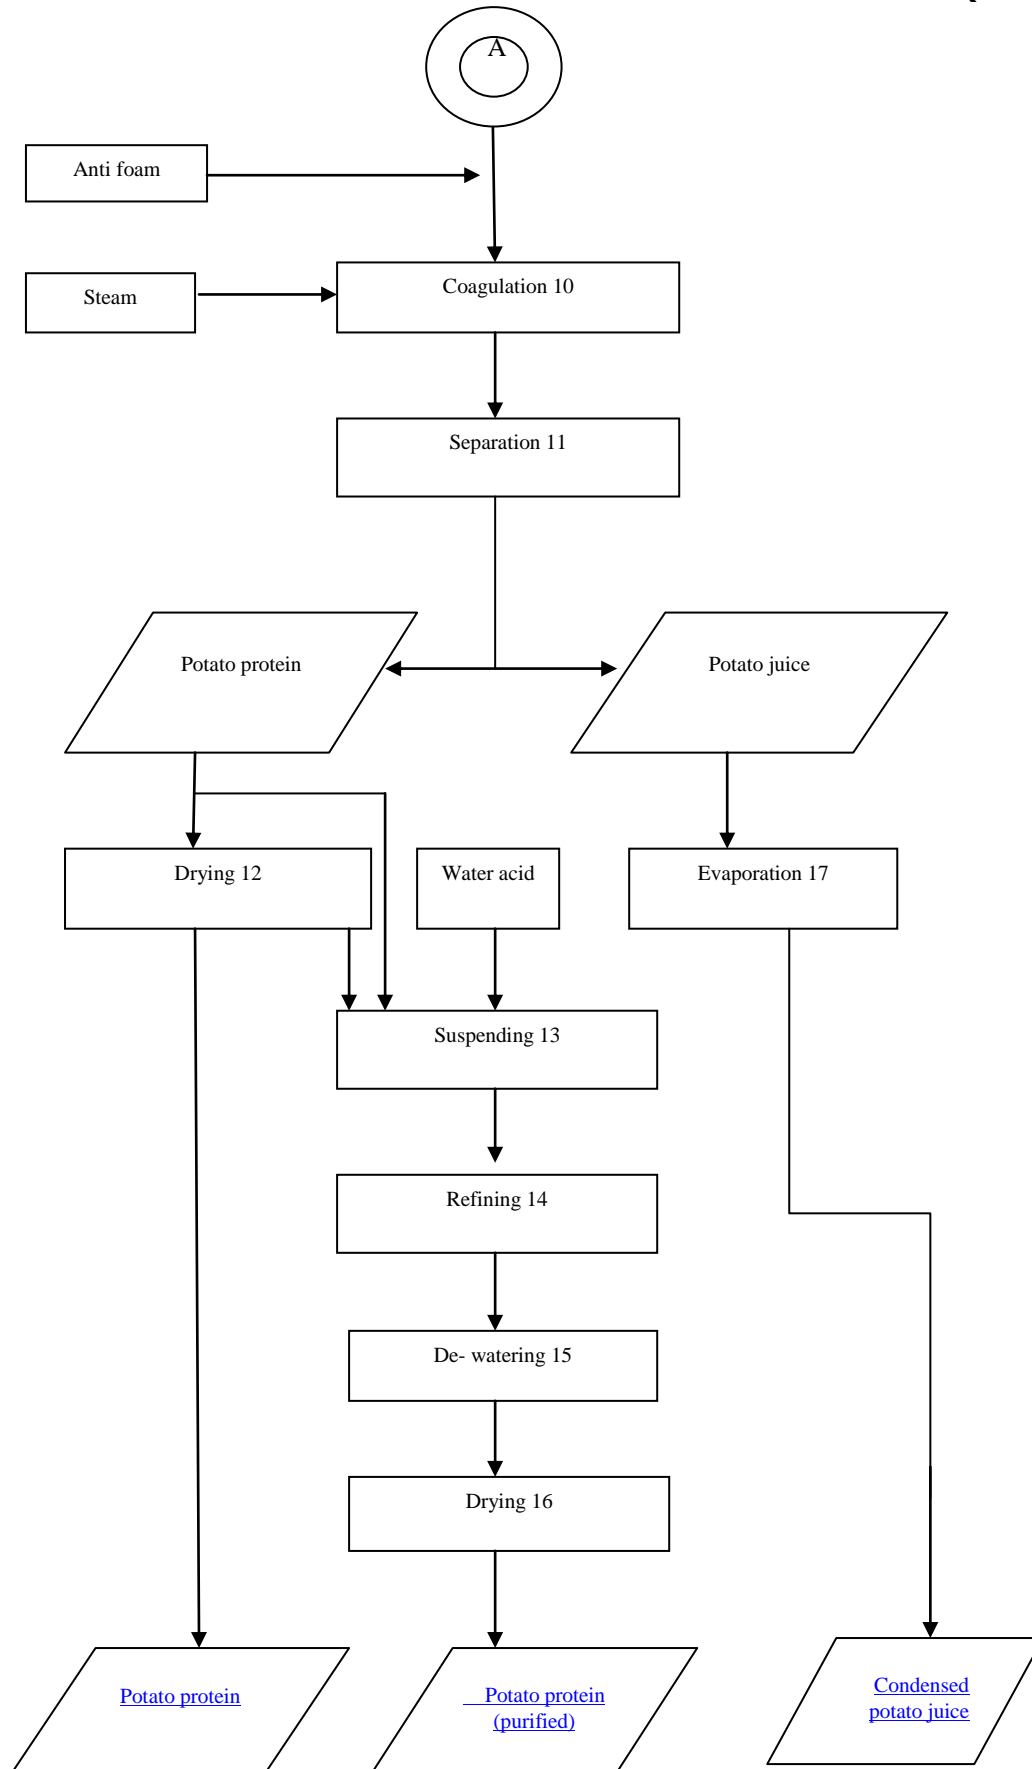 A
Anti foam
Steam
Coagulation 10
Separation 11
Potato protein
Potato juice
Drying 12
Water acid
Evaporation 17
Suspending 13
Refining 14
De- watering 15
Drying 16
Potato protein
Potato protein
(purified)
Condensed
potato juice